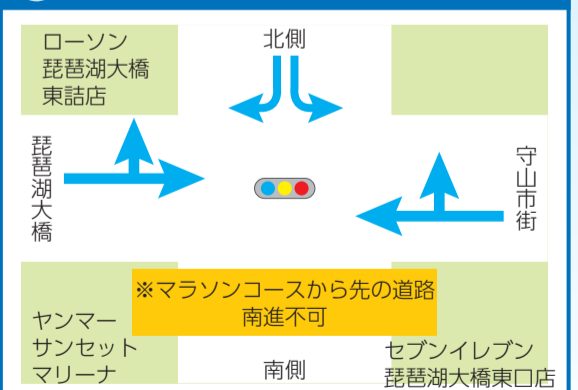 ローソン
琵琶湖大橋
東詰店
北側
琵琶湖大橋
守山市街
※マラソンコースから先の道路
南進不可
ヤンマー
サンセット
マリーナ
南側
セブンイレブン
琵琶湖大橋東口店